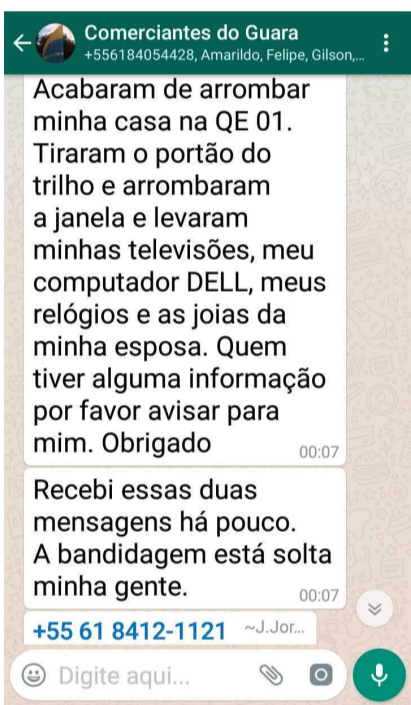 Comerciantes do Guara
+556184054428, Amarildo, Felipe, Gilson,...
Acabaram de arrombar
minha casa na QE 01.
Tiraram o portão do
trilho e arrombaram
a janela e levaram
minhas televisões, meu
computador DELL, meus
relógios e as joias da
minha esposa. Quem
tiver alguma informação
por favor avisar para
mim. Obrigado
00:07
Recebi essas duas
mensagens há pouco.
A bandidagem está solta
minha gente.
00:07
+55 61 8412-1121 ~J.Jor...
Digite aqui...